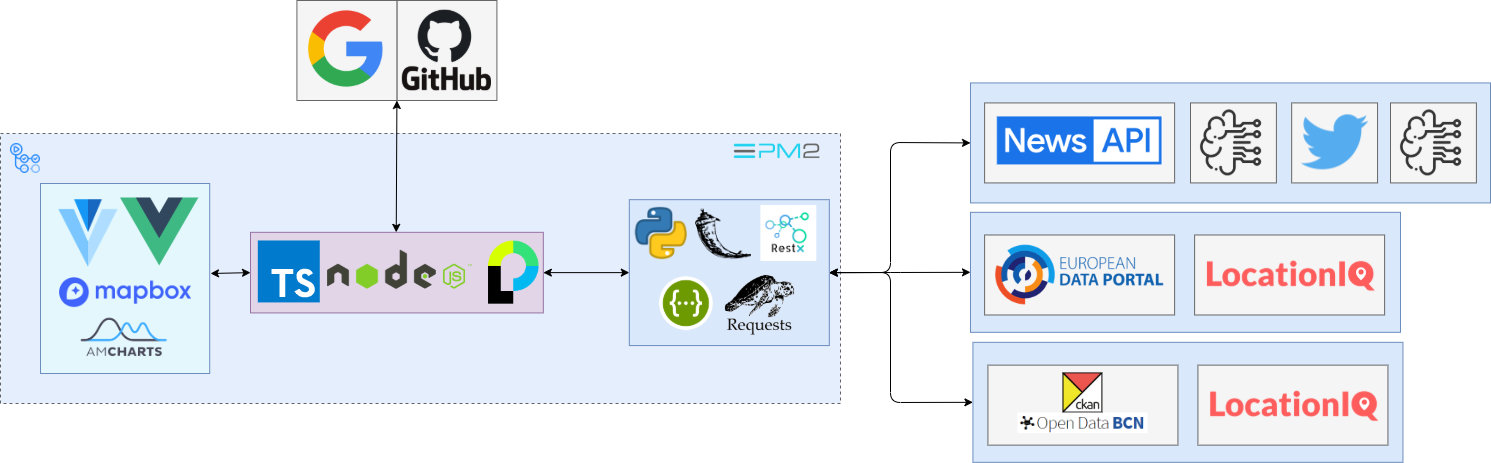 GitHub
PM2
News API
mapbox
AMCHARTS
TS
node
JS
RestX
{···}
Requests
EUROPEAN
DATA PORTAL
LocationIQ
ckan
Open Data BCN
LocationIQ